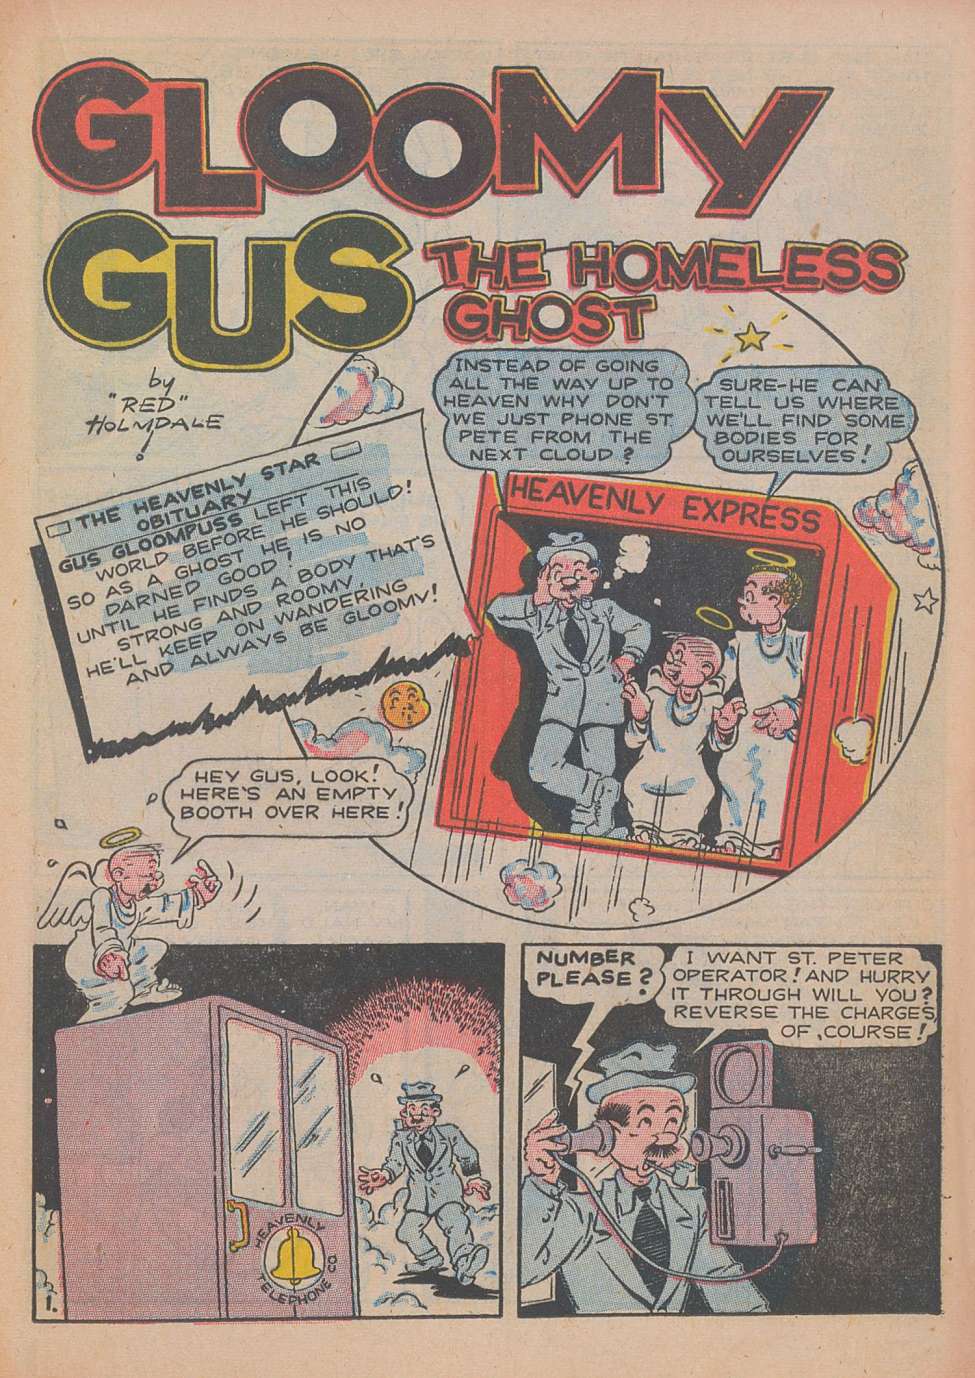 GLOOMY
GUS
THE HOMELESS
GHOST
by
"RED"
HOLMDALE
THE HEAVENLY STAR
OBITUARY
GUS GLOOMPUSS LEFT THIS
WORLD BEFORE HE SHOULD!
SO AS A GHOST HE IS NO
DARNED GOOD!
UNTIL HE FINDS A BODY THAT'S
STRONG AND ROOMY,
HE'LL KEEP ON WANDERING
AND ALWAYS BE GLOOMY!
INSTEAD OF GOING
ALL THE WAY UP TO
HEAVEN WHY DON'T
WE JUST PHONE ST.
PETE FROM THE
NEXT CLOUD?
SURE-HE CAN
TELL US WHERE
WE'LL FIND SOME
BODIES FOR
OURSELVES!
HEAVENLY EXPRESS
HEY GUS, LOOK!
HERE'S AN EMPTY
BOOTH OVER HERE!
HEAVENLY
TELEPHONE CO
1.
NUMBER
PLEASE?
I WANT ST. PETER
OPERATOR! AND HURRY
IT THROUGH WILL YOU?
REVERSE THE CHARGES,
OF, COURSE!